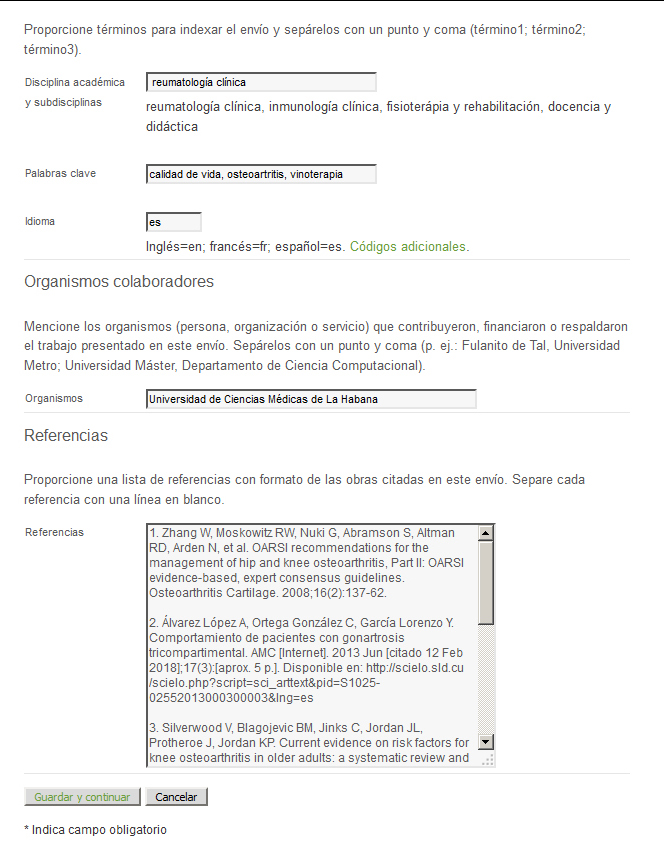 Proporcione términos para indexar el envío y sepárelos con un punto y coma (término1; término2;
término3).
Disciplina académica
y subdisciplinas
reumatología clínica
reumatología clínica, inmunología clínica, fisioterápia y rehabilitación, docencia y
didáctica
Palabras clave
calidad de vida, osteoartritis, vinoterapia
Idioma
es
Inglés=en; francés=fr; español=es. Códigos adicionales.
Organismos colaboradores
Mencione los organismos (persona, organización o servicio) que contribuyeron, financiaron o respaldaron
el trabajo presentado en este envío. Sepárelos con un punto y coma (p. ej.: Fulanito de Tal, Universidad
Metro; Universidad Máster, Departamento de Ciencia Computacional).
Organismos
Universidad de Ciencias Médicas de La Habana
Referencias
Proporcione una lista de referencias con formato de las obras citadas en este envío. Separe cada
referencia con una línea en blanco.
Referencias
1. Zhang W, Moskowitz RW, Nuki G, Abramson S, Altman
RD, Arden N, et al. OARSI recommendations for the
management of hip and knee osteoarthritis, Part II: OARSI
evidence-based, expert consensus guidelines.
Osteoarthritis Cartilage. 2008;16(2):137-62.
2. Álvarez López A, Ortega González C, García Lorenzo Y.
Comportamiento de pacientes con gonartrosis
tricompartimental. AMC [Internet]. 2013 Jun [citado 12 Feb
2018];17(3):[aprox. 5 p.]. Disponible en: http://scielo.sld.cu
/scielo.php?script=sci_arttext&pid=S1025-
02552013000300003&lng=es
3. Silverwood V, Blagojevic BM, Jinks C, Jordan JL,
Protheroe J, Jordan KP. Current evidence on risk factors for
knee osteoarthritis in older adults: a systematic review and
Guardar y continuar
Cancelar
* Indica campo obligatorio